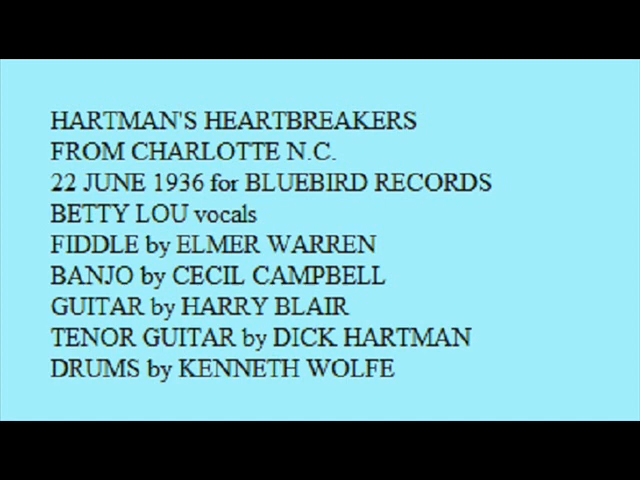 HARTMAN'S HEARTBREAKERS
FROM CHARLOTTE N.C.
22 JUNE 1936 for BLUEBIRD RECORDS
BETTY LOU vocals
FIDDLE by ELMER WARREN
BANJO by CECIL CAMPBELL
GUITAR by HARRY BLAIR
TENOR GUITAR by DICK HARTMAN
DRUMS by KENNETH WOLFE